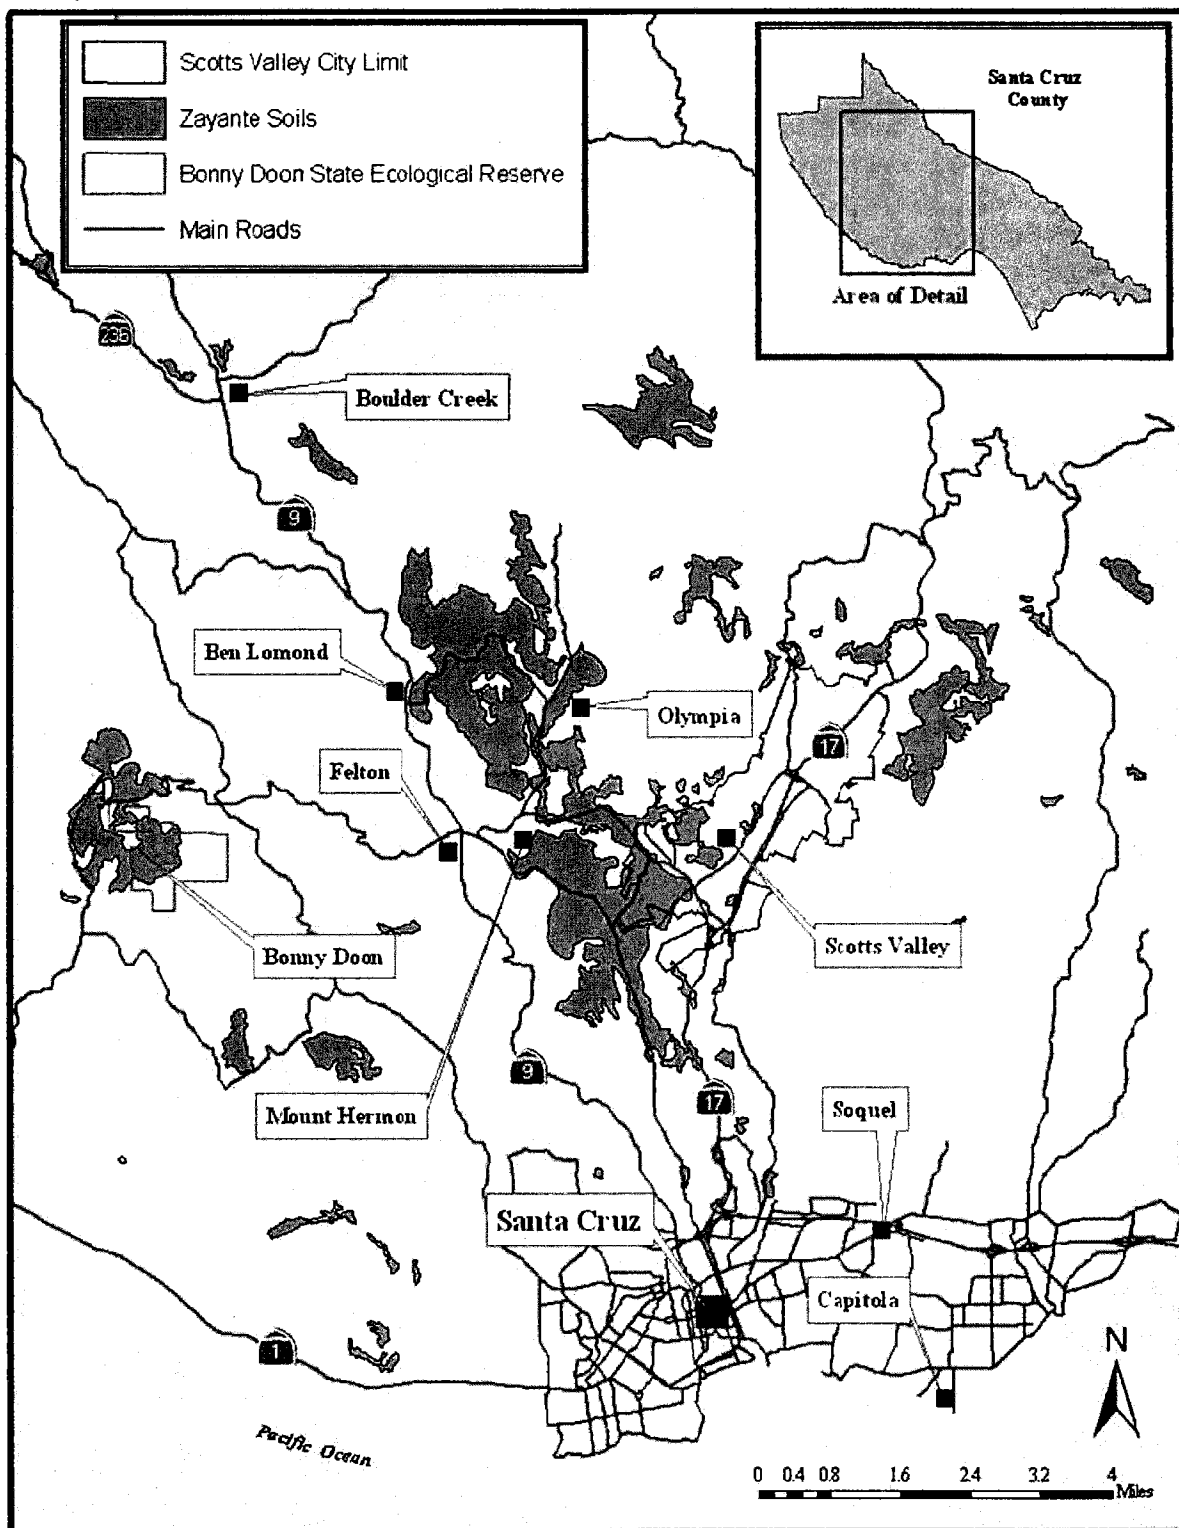 Scotts Valley City Limit
Zayante Soils
Bonny Doon State Ecological Reserve
Main Roads
Santa Cruz
County
Area of Detail
236
Boulder Creek
9
Ben Lomond
Olympia
17
Felton
Bonny Doon
Scotts Valley
9
Mount Hermon
17
Soquel
Santa Cruz
Capitola
1
N
Pacific Ocean
0 0.4 0.8 1.6 2.4 3.2 4
Miles